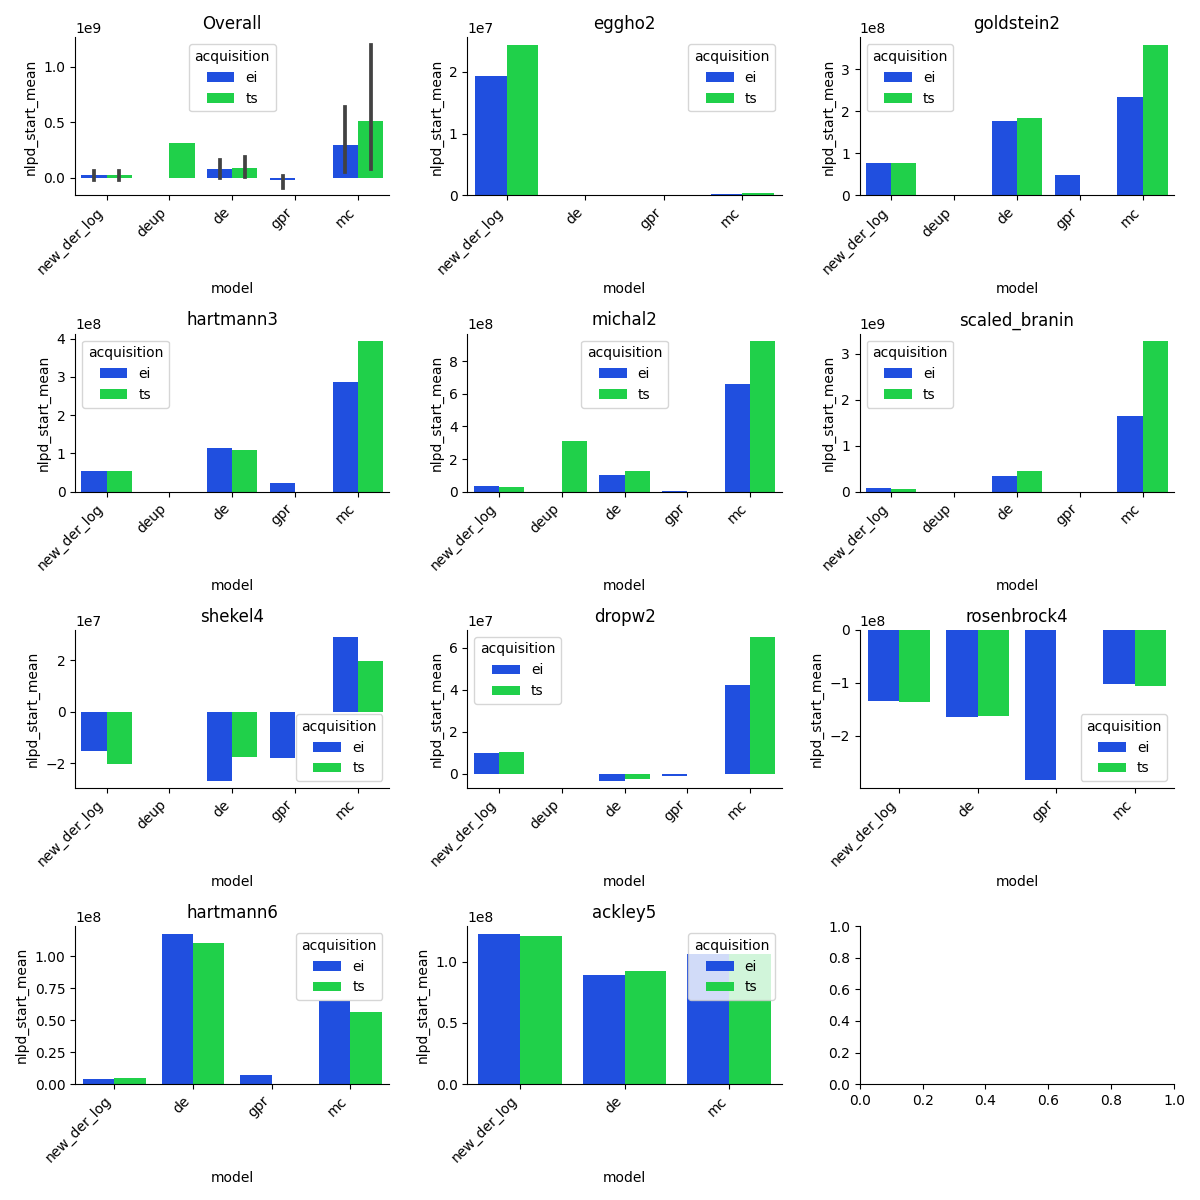 Overall
1e9
nlpd_start_mean
1.0
0.5
0.0
acquisition
ei
ts
new_der_log
deup
de
gpr
mc
model
eggho2
1e7
nlpd_start_mean
2
1
0
acquisition
ei
ts
new_der_log
de
gpr
mc
model
goldstein2
1e8
nlpd_start_mean
3
2
1
0
acquisition
ei
ts
new_der_log
deup
de
gpr
mc
model
hartmann3
1e8
nlpd_start_mean
4
3
2
1
0
acquisition
ei
ts
new_der_log
deup
de
gpr
mc
model
michal2
1e8
nlpd_start_mean
8
6
4
2
0
acquisition
ei
ts
new_der_log
deup
de
gpr
mc
model
scaled_branin
1e9
nlpd_start_mean
3
2
1
0
acquisition
ei
ts
new_der_log
deup
de
gpr
mc
model
shekel4
1e7
nlpd_start_mean
2
0
−2
acquisition
ei
ts
new_der_log
deup
de
gpr
mc
model
dropw2
1e7
nlpd_start_mean
6
4
2
0
acquisition
ei
ts
new_der_log
deup
de
gpr
mc
model
rosenbrock4
1e8
nlpd_start_mean
0
−1
−2
acquisition
ei
ts
new_der_log
de
gpr
mc
model
hartmann6
1e8
nlpd_start_mean
1.00
0.75
0.50
0.25
0.00
acquisition
ei
ts
new_der_log
de
gpr
mc
model
ackley5
1e8
nlpd_start_mean
1.0
0.5
0.0
acquisition
ei
ts
new_der_log
de
mc
model
1.0
0.8
0.6
0.4
0.2
0.0
0.0 0.2 0.4 0.6 0.8 1.0